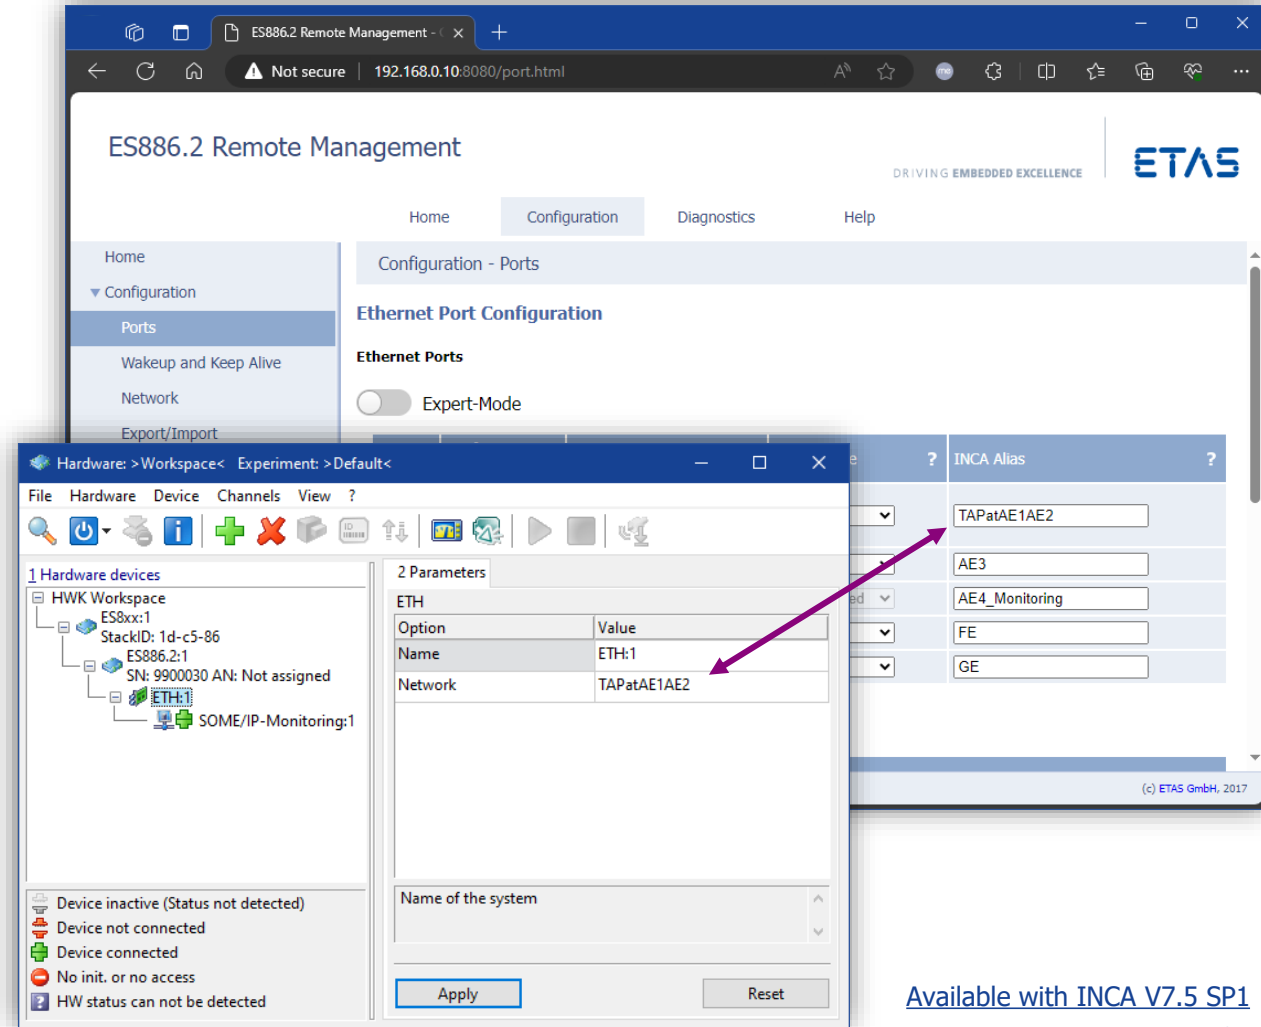 ES886.2 Remote Management - (
Not secure
192.168.0.10:8080/port.html
ES886.2 Remote Management
DRIVING EMBEDDED EXCELLENCE
ETAS
Home Configuration Diagnostics Help
Home
Configuration
Ports
Wakeup and Keep Alive
Network
Export/Import
Configuration - Ports
Ethernet Port Configuration
Ethernet Ports
Expert-Mode
? INCA Alias ?
TAPatAE1AE2
AE3
AE4_Monitoring
FE
GE
(c) ETAS GmbH, 2017
Hardware: >Workspace< Experiment: >Default<
File Hardware Device Channels View ?
1 Hardware devices
HWK Workspace
ES8xx:1
StackID: 1d-c5-86
ES886.2:1
SN: 9900030 AN: Not assigned
ETH:1
SOME/IP-Monitoring:1
2 Parameters
ETH
Option Value
Name ETH:1
Network TAPatAE1AE2
Name of the system
Device inactive (Status not detected)
Device not connected
Device connected
No init. or no access
HW status can not be detected
Apply Reset
Available with INCA V7.5 SP1